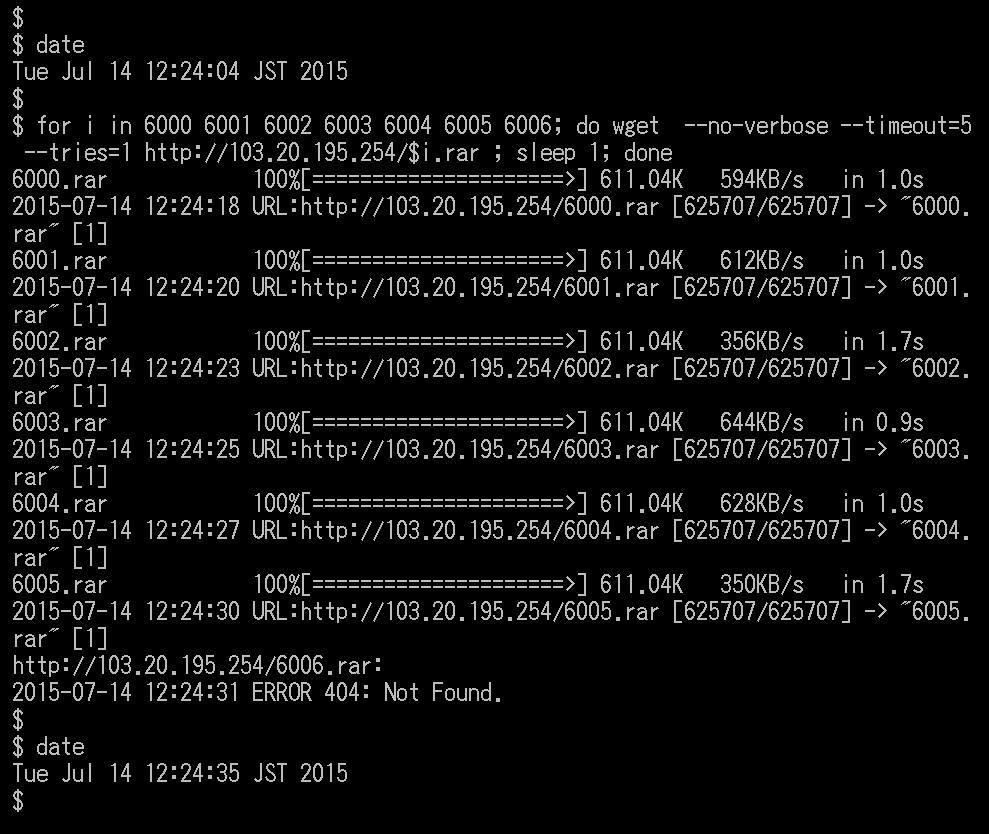 $
$ date
Tue Jul 14 12:24:04 JST 2015
$
$ for i in 6000 6001 6002 6003 6004 6005 6006; do wget  --no-verbose --timeout=5
 --tries=1 http://103.20.195.254/$i.rar ; sleep 1; done
6000.rar            100%[=====================>] 611.04K   594KB/s   in 1.0s
2015-07-14 12:24:18 URL:http://103.20.195.254/6000.rar [625707/625707] -> ˝6000.
rar˝ [1]
6001.rar            100%[=====================>] 611.04K   612KB/s   in 1.0s
2015-07-14 12:24:20 URL:http://103.20.195.254/6001.rar [625707/625707] -> ˝6001.
rar˝ [1]
6002.rar            100%[=====================>] 611.04K   356KB/s   in 1.7s
2015-07-14 12:24:23 URL:http://103.20.195.254/6002.rar [625707/625707] -> ˝6002.
rar˝ [1]
6003.rar            100%[=====================>] 611.04K   644KB/s   in 0.9s
2015-07-14 12:24:25 URL:http://103.20.195.254/6003.rar [625707/625707] -> ˝6003.
rar˝ [1]
6004.rar            100%[=====================>] 611.04K   628KB/s   in 1.0s
2015-07-14 12:24:27 URL:http://103.20.195.254/6004.rar [625707/625707] -> ˝6004.
rar˝ [1]
6005.rar            100%[=====================>] 611.04K   350KB/s   in 1.7s
2015-07-14 12:24:30 URL:http://103.20.195.254/6005.rar [625707/625707] -> ˝6005.
rar˝ [1]
http://103.20.195.254/6006.rar:
2015-07-14 12:24:31 ERROR 404: Not Found.
$
$ date
Tue Jul 14 12:24:35 JST 2015
$